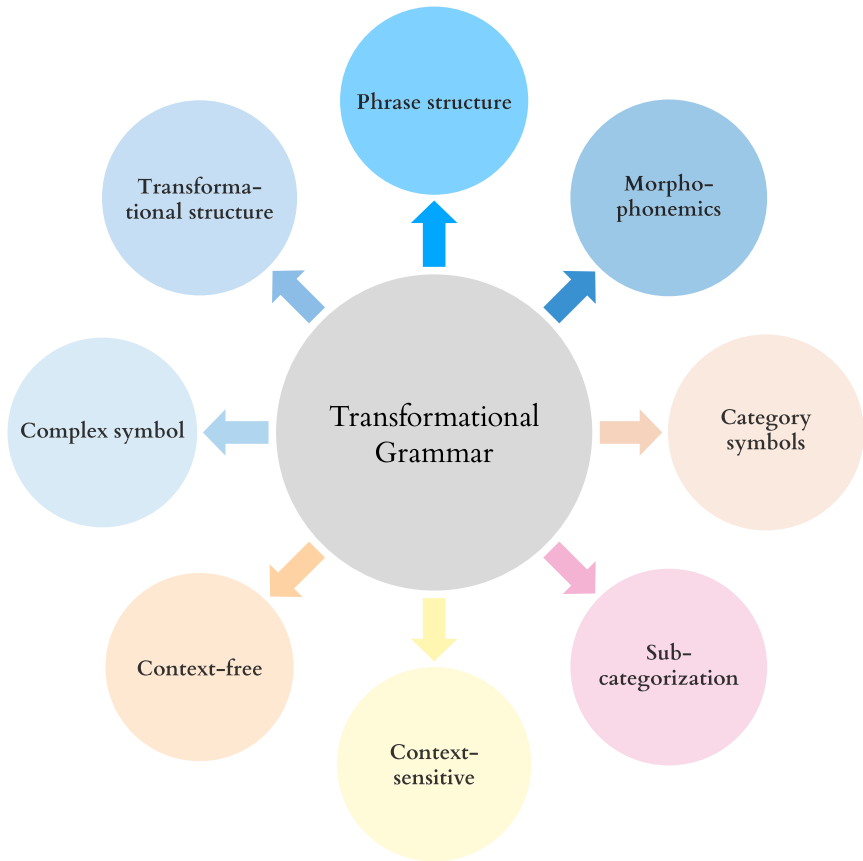 Phrase structure
Transforma-
tional structure
Morpho-
phonemics
Complex symbol
Transformational
Grammar
Category
symbols
Context-free
Sub-
categorization
Context-
sensitive